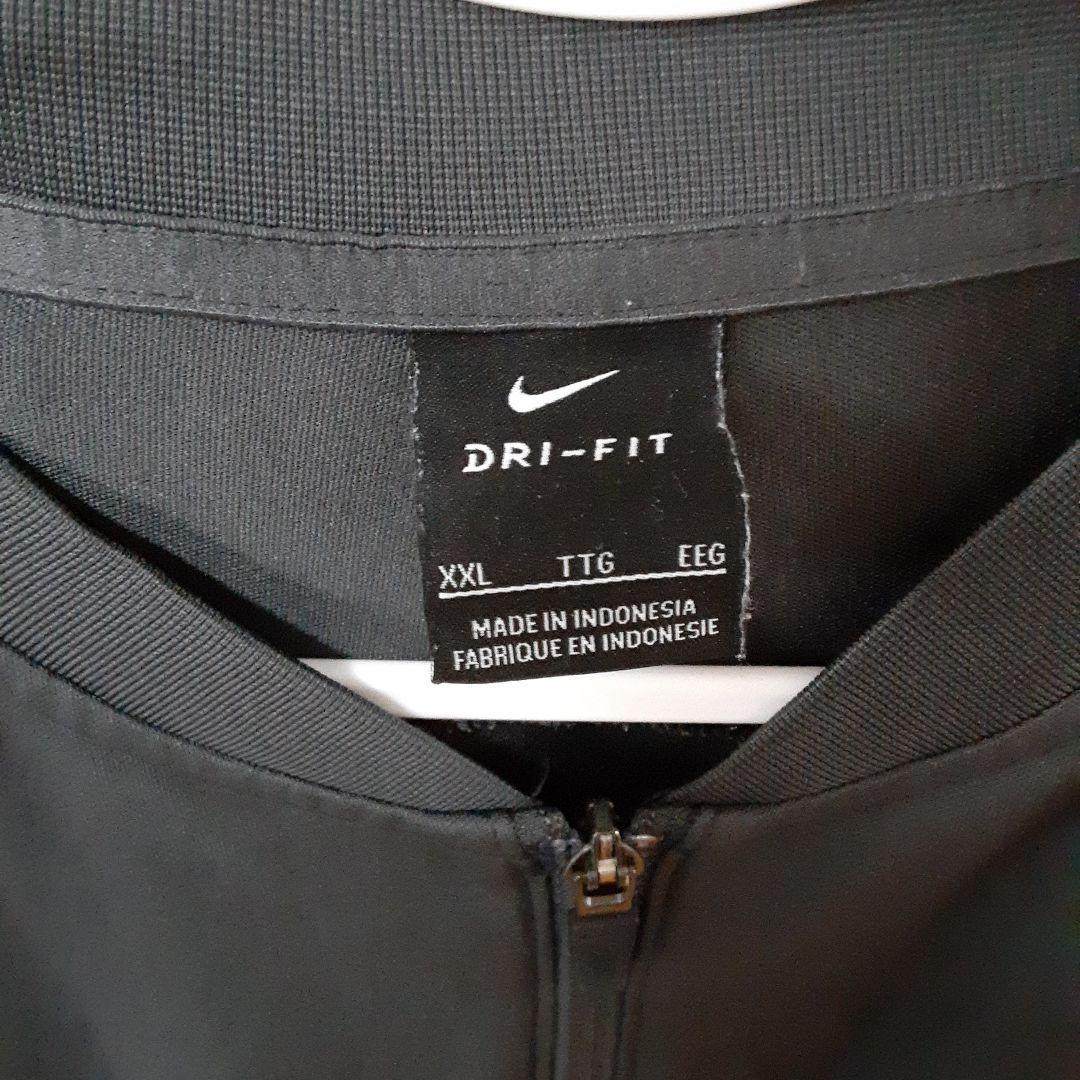 DRI-FIT
XXL TTG EEG
MADE IN INDONESIA
FABRIQUE EN INDONESIE